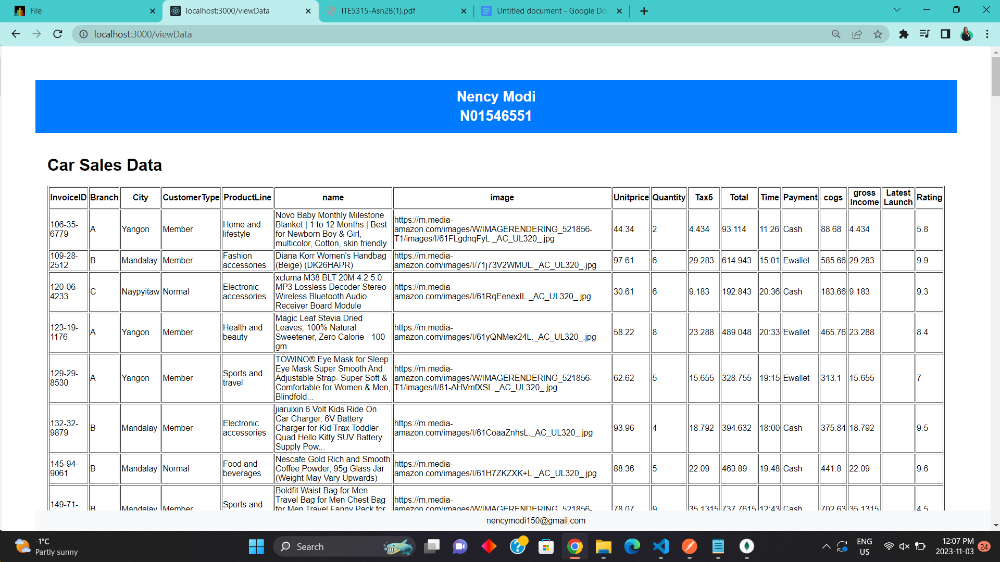 File
localhost:3000/viewData
ITE5315-Asn2B(1).pdf
Untitled document - Google Do
localhost:3000/viewData
Nency Modi
N01546551
Car Sales Data
InvoiceID Branch City CustomerType ProductLine name image Unitprice Quantity Tax5 Total Time Payment cogs gross Income Latest Launch Rating
106-35-6779 A Yangon Member Home and lifestyle Novo Baby Monthly Milestone Blanket | 1 to 12 Months | Best for Newborn Boy & Girl, multicolor, Cotton, skin friendly https://m.media-amazon.com/images/W/IMAGERENDERING_521856-T1/images/I/61FLgdnqFyL._AC_UL320_.jpg 44.34 2 4.434 93.114 11:26 Cash 88.68 4.434 5.8
109-28-2512 B Mandalay Member Fashion accessories Diana Korr Women's Handbag (Beige) (DK26HAPR) https://m.media-amazon.com/images/I/71j73V2WMUL._AC_UL320_.jpg 97.61 6 29.283 614.943 15:01 Ewallet 585.66 29.283 9.9
120-06-4233 C Naypyitaw Normal Electronic accessories xcluma M38 BLT 20M 4.2 5.0 MP3 Lossless Decoder Stereo Wireless Bluetooth Audio Receiver Board Module https://m.media-amazon.com/images/I/61RqEenexIL._AC_UL320_.jpg 30.61 6 9.183 192.843 20:36 Cash 183.66 9.183 9.3
123-19-1176 A Yangon Member Health and beauty Magic Leaf Stevia Dried Leaves, 100% Natural Sweetener, Zero Calorie - 100 gm https://m.media-amazon.com/images/I/61yQNMex24L._AC_UL320_.jpg 58.22 8 23.288 489.048 20:33 Ewallet 465.76 23.288 8.4
129-29-8530 A Yangon Member Sports and travel TOWINO® Eye Mask for Sleep Eye Mask Super Smooth And Adjustable Strap- Super Soft & Comfortable for Women & Men, Blindfold... https://m.media-amazon.com/images/W/IMAGERENDERING_521856-T1/images/I/81-AHVmfXSL._AC_UL320_.jpg 62.62 5 15.655 328.755 19:15 Ewallet 313.1 15.655 7
132-32-9879 B Mandalay Member Electronic accessories jiaruixin 6 Volt Kids Ride On Car Charger, 6V Battery Charger for Kid Trax Toddler Quad Hello Kitty SUV Battery Supply Pow... https://m.media-amazon.com/images/I/61CoaaZnhsL._AC_UL320_.jpg 93.96 4 18.792 394.632 18:00 Cash 375.84 18.792 9.5
145-94-9061 B Mandalay Normal Food and beverages Nescafe Gold Rich and Smooth Coffee Powder, 95g Glass Jar (Weight May Vary Upwards) https://m.media-amazon.com/images/I/61H7ZKZXK+L._AC_UL320_.jpg 88.36 5 22.09 463.89 19:48 Cash 441.8 22.09 9.6
149-71- B Mandalay Member Sports and Boldfit Waist Bag for Men Travel Bag for Men Chest Bag for Men Travel Fanny Pack for https://m.media-amazon.com/images/W/IMAGERENDERING_521856- 78.07 9 35.1315 737.7615 12:43 Cash 702.63 35.1315 4.5
nencymodi150@gmail.com
-1°C
Partly sunny
Search
ENG
US
12:07 PM
2023-11-03
24